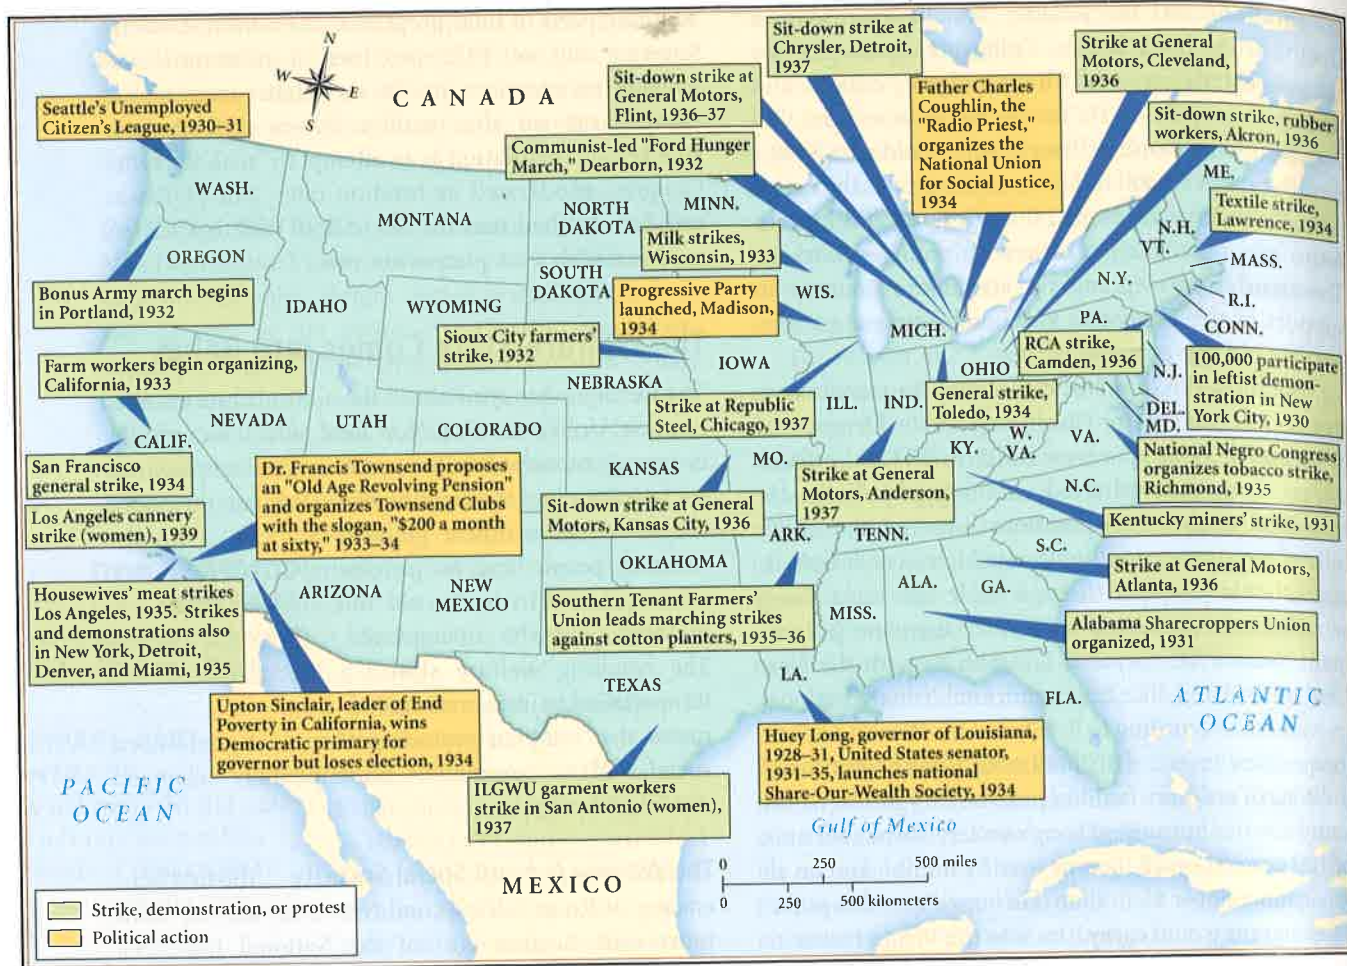 N
W
E
S
CANADA
Seattle's Unemployed
Citizen's League, 1930–31
Sit-down strike at
General Motors,
Flint, 1936–37
Sit-down strike at
Chrysler, Detroit,
1937
Father Charles
Coughlin, the
"Radio Priest,"
organizes the
National Union
for Social Justice,
1934
Strike at General
Motors, Cleveland,
1936
Sit-down strike, rubber
workers, Akron, 1936
Communist-led "Ford Hunger
March," Dearborn, 1932
Textile strike,
Lawrence, 1934
Milk strikes,
Wisconsin, 1933
Progressive Party
launched, Madison,
1934
Bonus Army march begins
in Portland, 1932
Sioux City farmers'
strike, 1932
RCA strike,
Camden, 1936
100,000 participate
in leftist demon-
stration in New
York City, 1930
Farm workers begin organizing,
California, 1933
Strike at Republic
Steel, Chicago, 1937
General strike,
Toledo, 1934
San Francisco
general strike, 1934
Los Angeles cannery
strike (women), 1939
Dr. Francis Townsend proposes
an "Old Age Revolving Pension"
and organizes Townsend Clubs
with the slogan, "$200 a month
at sixty," 1933–34
Sit-down strike at General
Motors, Kansas City, 1936
Strike at General
Motors, Anderson,
1937
National Negro Congress
organizes tobacco strike,
Richmond, 1935
Kentucky miners' strike, 1931
Strike at General Motors,
Atlanta, 1936
Alabama Sharecroppers Union
organized, 1931
Housewives' meat strikes
Los Angeles, 1935. Strikes
and demonstrations also
in New York, Detroit,
Denver, and Miami, 1935
Southern Tenant Farmers'
Union leads marching strikes
against cotton planters, 1935–36
Upton Sinclair, leader of End
Poverty in California, wins
Democratic primary for
governor but loses election, 1934
ILGWU garment workers
strike in San Antonio (women),
1937
Huey Long, governor of Louisiana,
1928–31, United States senator,
1931–35, launches national
Share-Our-Wealth Society, 1934
WASH.
OREGON
IDAHO
MONTANA
WYOMING
NORTH
DAKOTA
SOUTH
DAKOTA
MINN.
WIS.
MICH.
IOWA
NEBRASKA
NEVADA
UTAH
COLORADO
CALIF.
KANSAS
MO.
ILL.
IND.
OHIO
KY.
W.
VA.
VA.
PA.
N.Y.
VT.
N.H.
ME.
MASS.
R.I.
CONN.
N.J.
DEL.
MD.
N.C.
S.C.
TENN.
ARK.
OKLAHOMA
ARIZONA
NEW
MEXICO
TEXAS
LA.
MISS.
ALA.
GA.
FLA.
ATLANTIC
OCEAN
PACIFIC
OCEAN
Gulf of Mexico
MEXICO
0 250 500 miles
0 250 500 kilometers
Strike, demonstration, or protest
Political action